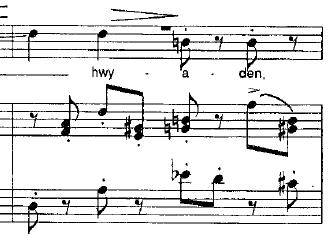 hwy - a - den,